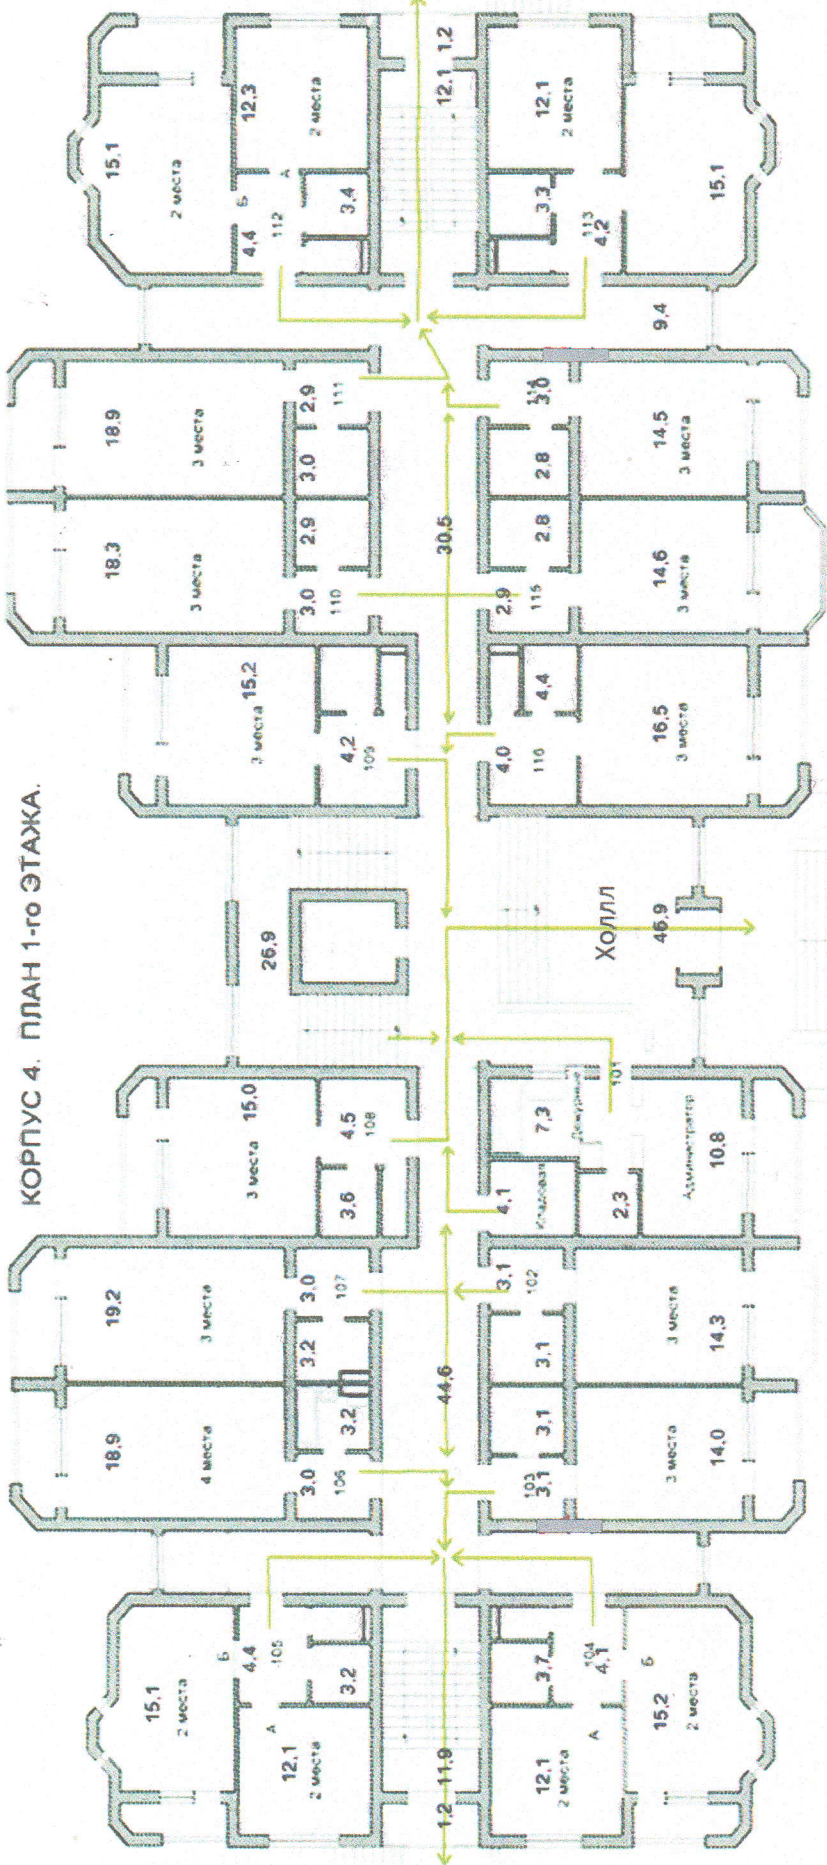 КОРПУС 4. ПЛАН 1-го ЭТАЖА.
15,1
2 места
Б
4,4
105
А
12,1
2 места
3,2
18,9
4 места
3,0
106
3,2
19,2
3 места
3,0
107
3,2
15,0
3 места
4,5
108
3,6
26,9
15,2
3 места
4,2
109
18,3
3 места
3,0
110
2,9
18,9
3 места
2,9
111
3,0
15,1
2 места
Б
4,4
112
А
12,3
2 места
3,4
1,2
11,9
44,6
30,5
12,1
1,2
12,1
2 места
А
3,7
104
4,1
Б
15,2
2 места
103
3,1
3,1
3 места
14,0
3,1
102
3,1
3 места
14,3
4,1
Кладовая
2,3
7,3
Дежурные
101
Администратор
10,8
Холлл
46,9
4,0
116
4,4
16,5
3 места
2,9
115
2,8
14,6
3 места
3,0
2,8
14,5
3 места
9,4
12,1
2 места
3,3
113
4,2
15,1